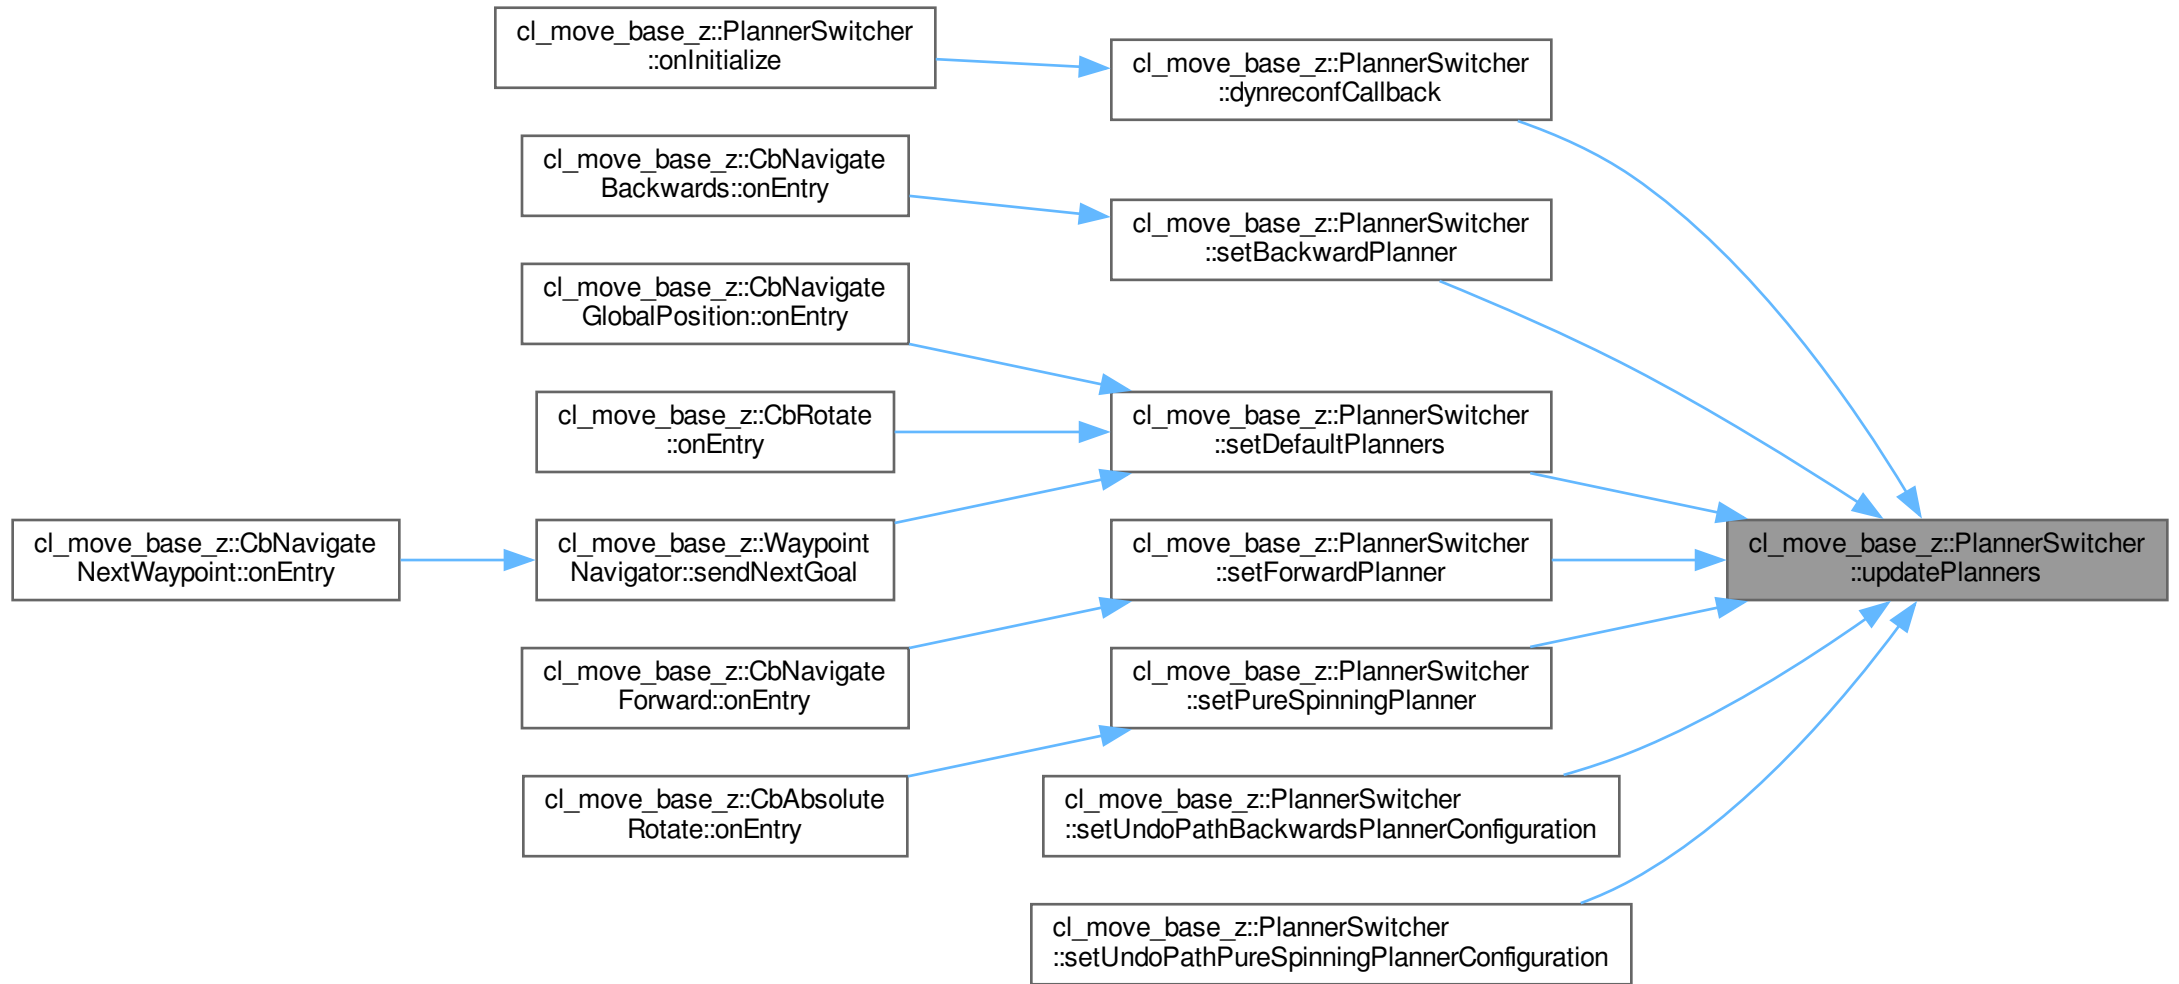 cl_move_base_z::PlannerSwitcher
::onInitialize
cl_move_base_z::PlannerSwitcher
::dynreconfCallback
cl_move_base_z::CbNavigate
Backwards::onEntry
cl_move_base_z::PlannerSwitcher
::setBackwardPlanner
cl_move_base_z::CbNavigate
GlobalPosition::onEntry
cl_move_base_z::CbRotate
::onEntry
cl_move_base_z::PlannerSwitcher
::setDefaultPlanners
cl_move_base_z::CbNavigate
NextWaypoint::onEntry
cl_move_base_z::Waypoint
Navigator::sendNextGoal
cl_move_base_z::PlannerSwitcher
::setForwardPlanner
cl_move_base_z::PlannerSwitcher
::updatePlanners
cl_move_base_z::CbNavigate
Forward::onEntry
cl_move_base_z::PlannerSwitcher
::setPureSpinningPlanner
cl_move_base_z::CbAbsolute
Rotate::onEntry
cl_move_base_z::PlannerSwitcher
::setUndoPathBackwardsPlannerConfiguration
cl_move_base_z::PlannerSwitcher
::setUndoPathPureSpinningPlannerConfiguration